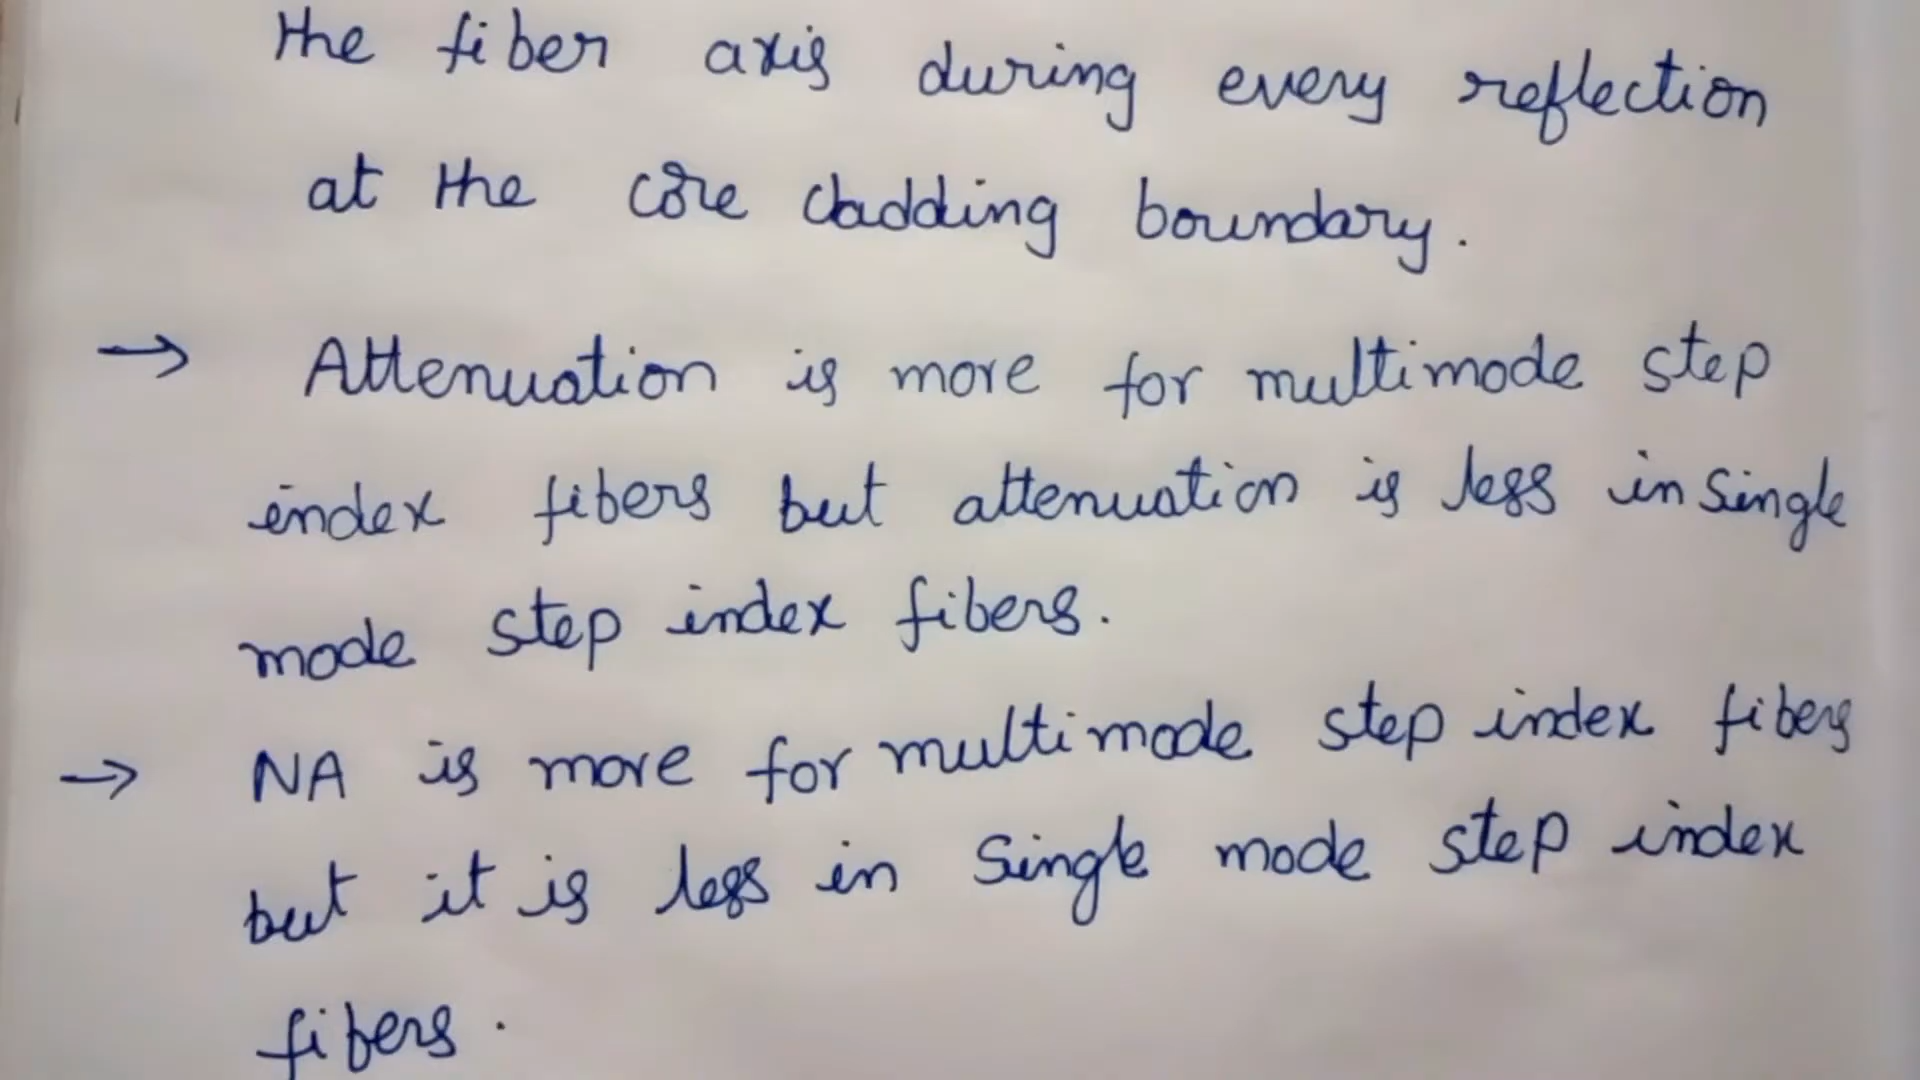 the fiber axis during every reflection
at the core cladding boundary.
→ Attenuation is more for multimode step
index fibers but attenuation is less in single
mode step index fibers.
→ NA is more for multimode step index fibers
but it is less in Single mode step index
fibers.